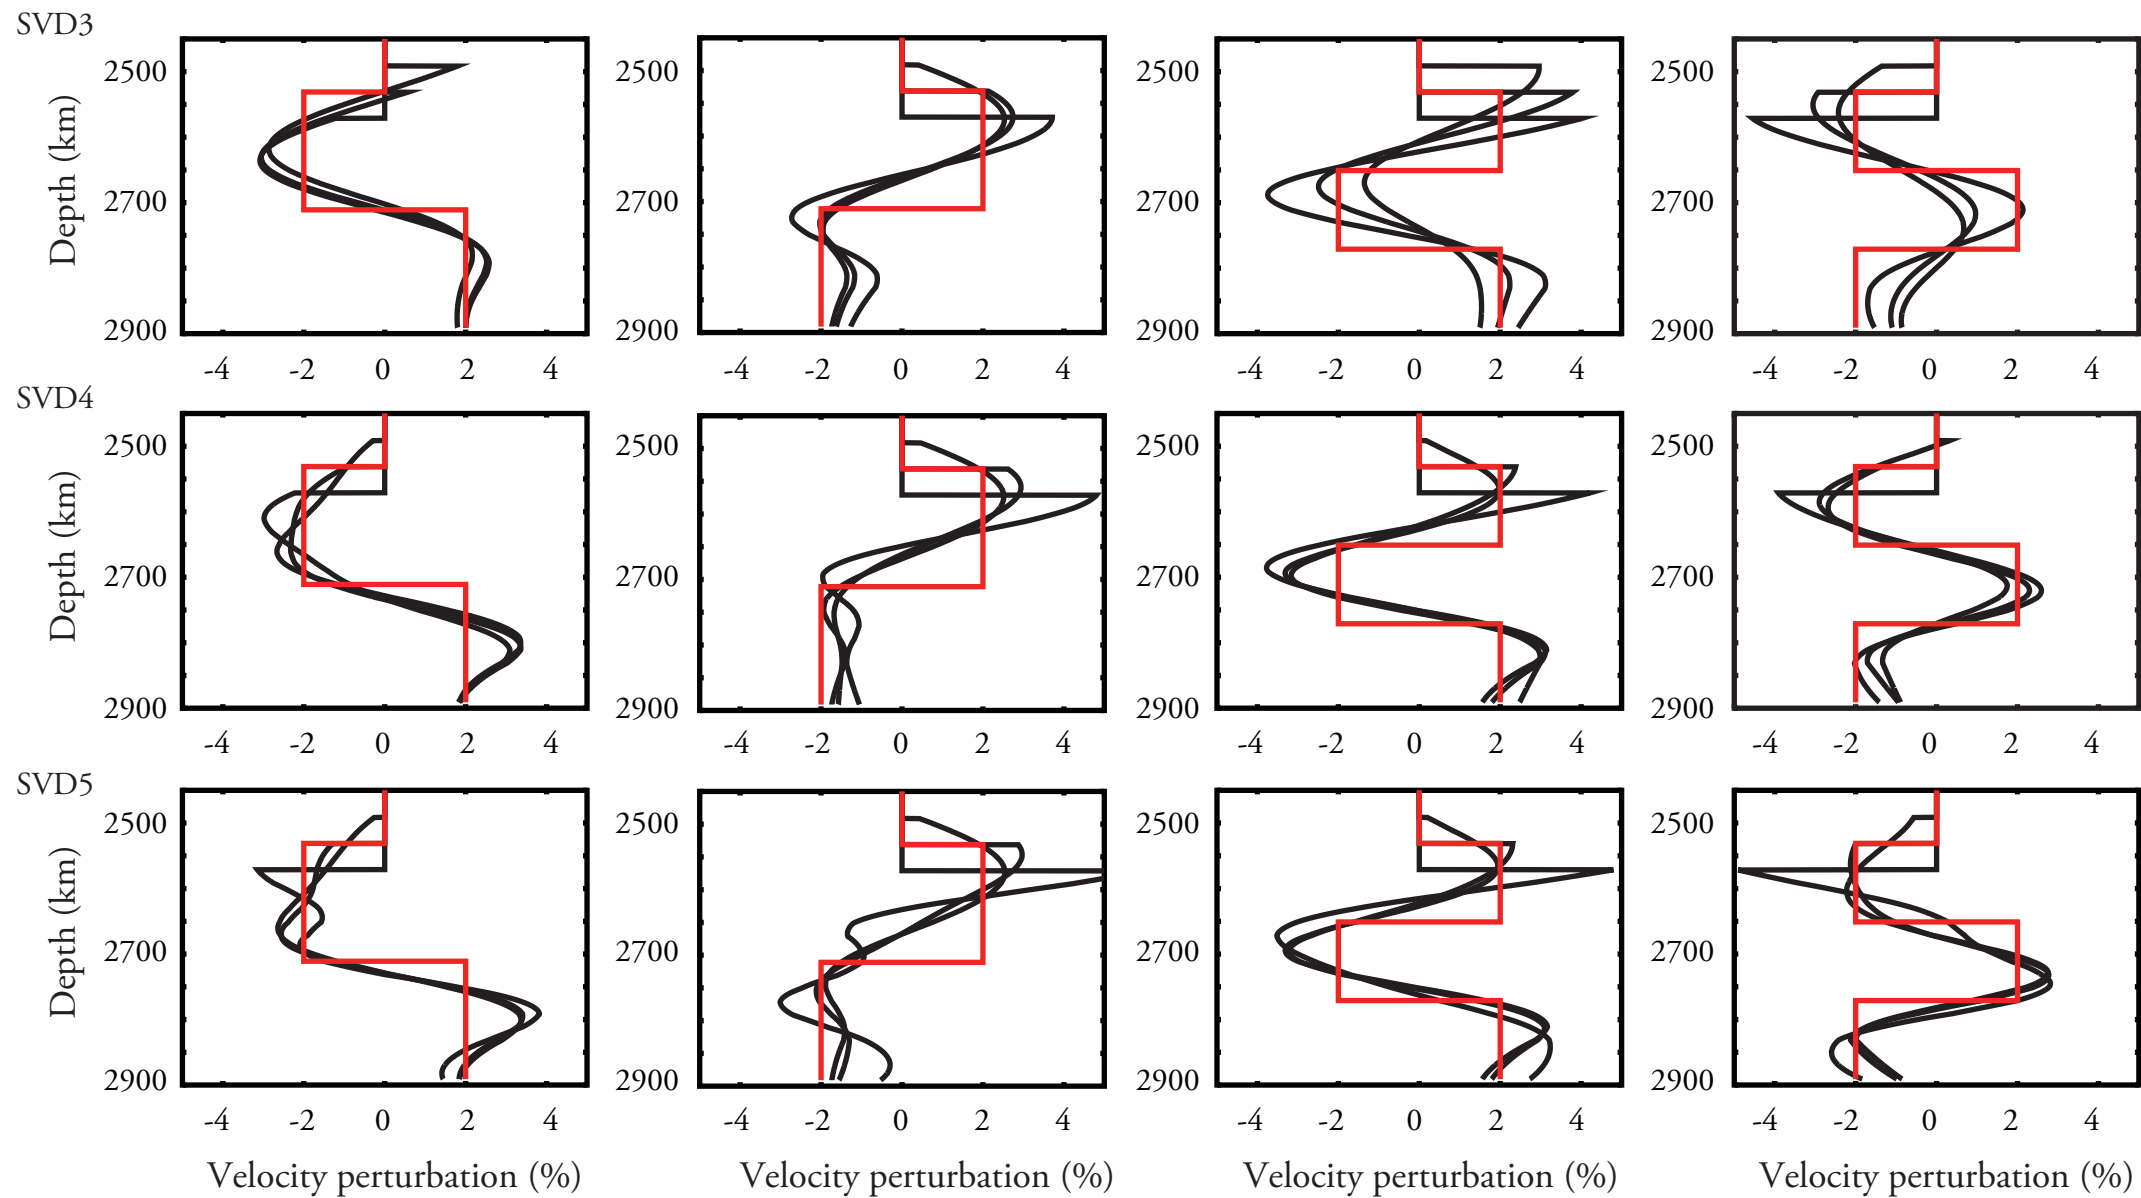 SVD3
2500 2500 2500 2500
Depth (km)
2700 2700 2700 2700
2900 2900 2900 2900
-4 -2 0 2 4 -4 -2 0 2 4 -4 -2 0 2 4 -4 -2 0 2 4
SVD4
2500 2500 2500 2500
Depth (km)
2700 2700 2700 2700
2900 2900 2900 2900
-4 -2 0 2 4 -4 -2 0 2 4 -4 -2 0 2 4 -4 -2 0 2 4
SVD5
2500 2500 2500 2500
Depth (km)
2700 2700 2700 2700
2900 2900 2900 2900
-4 -2 0 2 4 -4 -2 0 2 4 -4 -2 0 2 4 -4 -2 0 2 4
Velocity perturbation (%) Velocity perturbation (%) Velocity perturbation (%) Velocity perturbation (%)